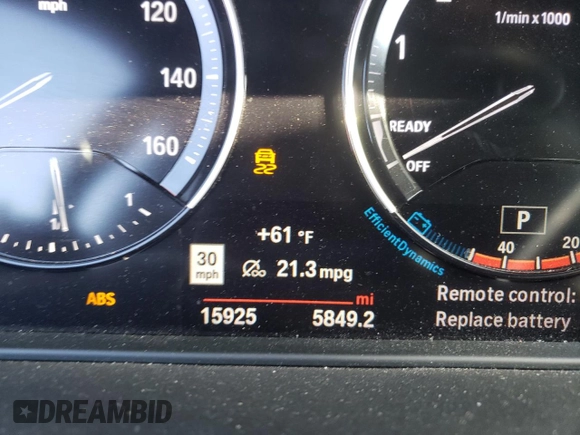 mph
120
140
160
1/min x1000
1
READY
OFF
P
EfficientDynamics
40
20
+61 °F
30
mph
21.3 mpg
ABS
mi
15925
5849.2
Remote control:
Replace battery
DREAMBID